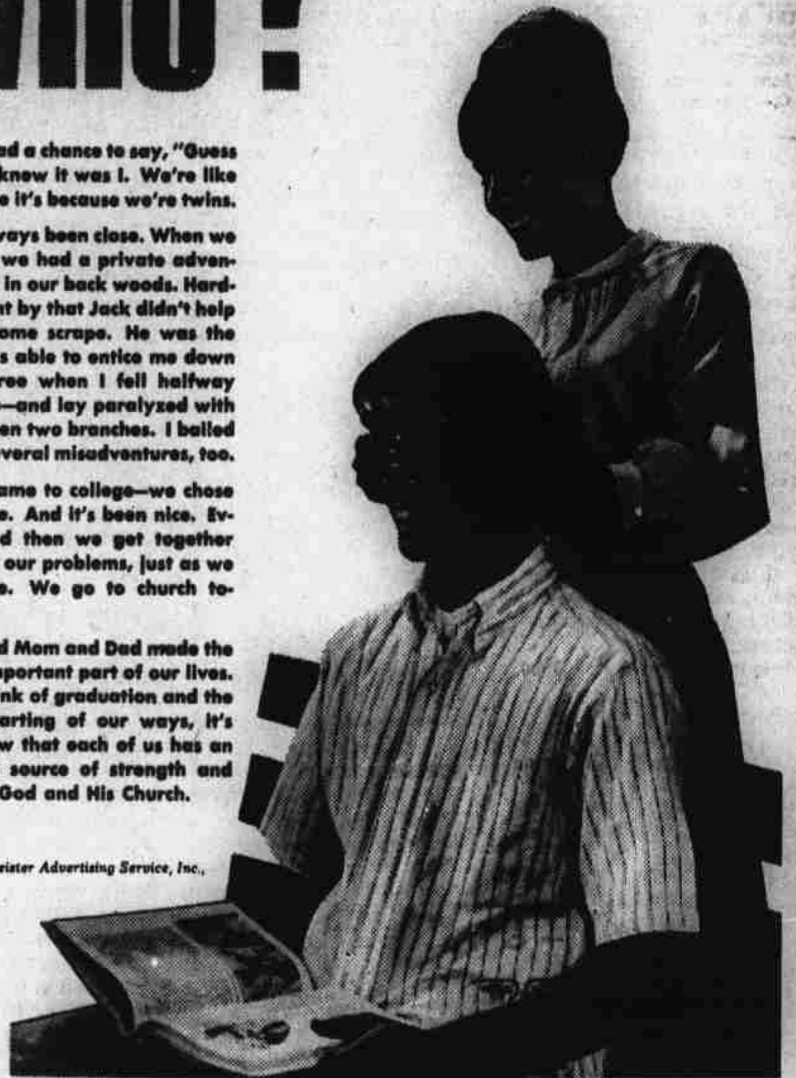 WHO?
ad a chance to say, "Guess
knew it was I. We're like
e it's because we're twins.
ways been close. When we
we had a private adven-
in our back woods. Hard-
nt by that Jack didn't help
ome scrape. He was the
s able to entice me down
ree when I fell halfway
—and lay paralyzed with
en two branches. I bailed
everal misadventures, too.
ame to college—we chose
e. And it's been nice. Ev-
d then we get together
our problems, just as we
e. We go to church to-
d Mom and Dad made the
portant part of our lives.
nk of graduation and the
arting of our ways, it's
w that each of us has an
source of strength and
God and His Church.
eister Advertising Service, Inc.,